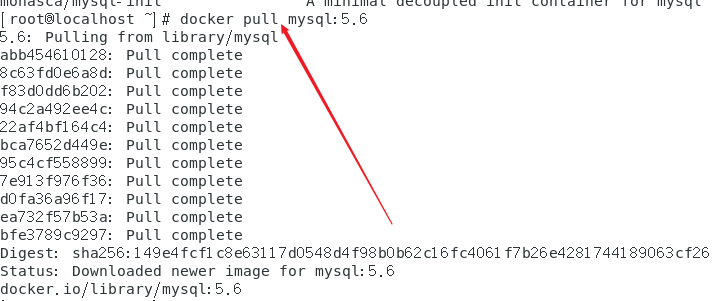 monasca/mysql-init A minimal decoupled init container for mysql
[root@localhost ~]# docker pull mysql:5.6
5.6: Pulling from library/mysql
abb454610128: Pull complete
8c63fd0e6a8d: Pull complete
f83d0dd6b202: Pull complete
94c2a492ee4c: Pull complete
22af4bf164c4: Pull complete
bca7652d449e: Pull complete
95c4cf558899: Pull complete
7e913f976f36: Pull complete
d0fa36a96f17: Pull complete
ea732f57b53a: Pull complete
bfe3789c9297: Pull complete
Digest: sha256:149e4fcf1c8e63117d0548d4f98b0b62c16fc4061f7b26e4281744189063cf26
Status: Downloaded newer image for mysql:5.6
docker.io/library/mysql:5.6